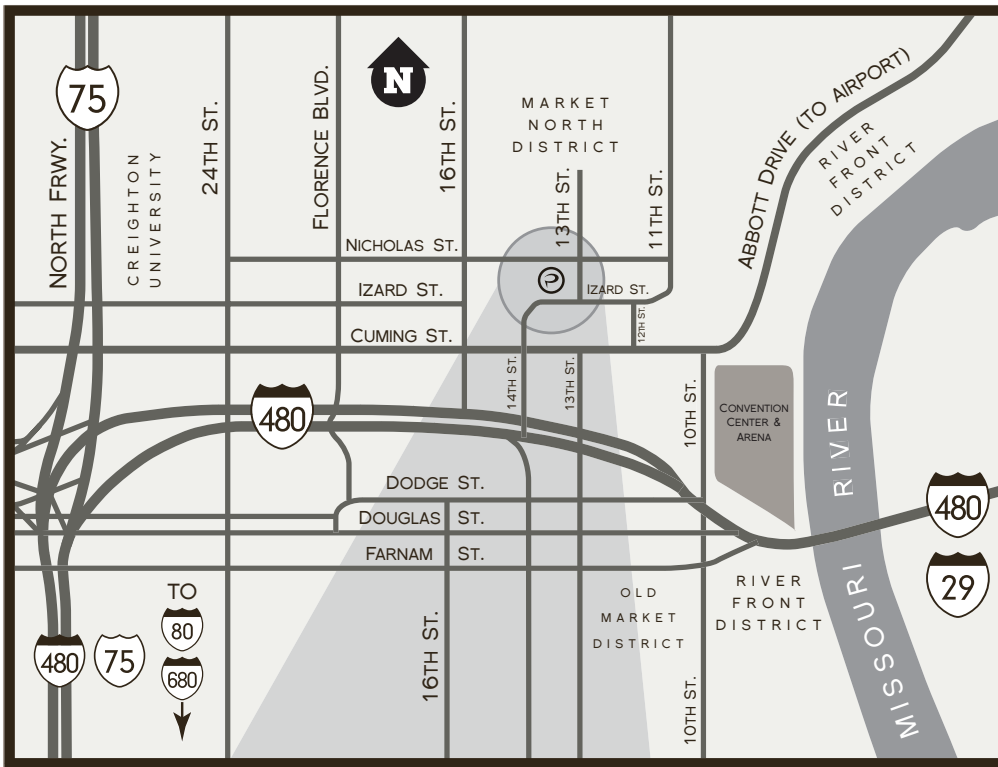 75
NORTH FRWY.
CREIGHTON
UNIVERSITY
24TH ST.
FLORENCE BLVD.
N
16TH ST.
MARKET
NORTH
DISTRICT
13TH ST.
11TH ST.
ABBOTT DRIVE (TO AIRPORT)
RIVER
FRONT
DISTRICT
NICHOLAS ST.
IZARD ST.
IZARD ST.
CUMING ST.
12TH ST.
14TH ST.
13TH ST.
10TH ST.
CONVENTION
CENTER &
ARENA
480
DODGE ST.
DOUGLAS ST.
FARNAM ST.
480
29
MISSOURI RIVER
RIVER
FRONT
DISTRICT
OLD
MARKET
DISTRICT
16TH ST.
10TH ST.
TO
80
680
480
75